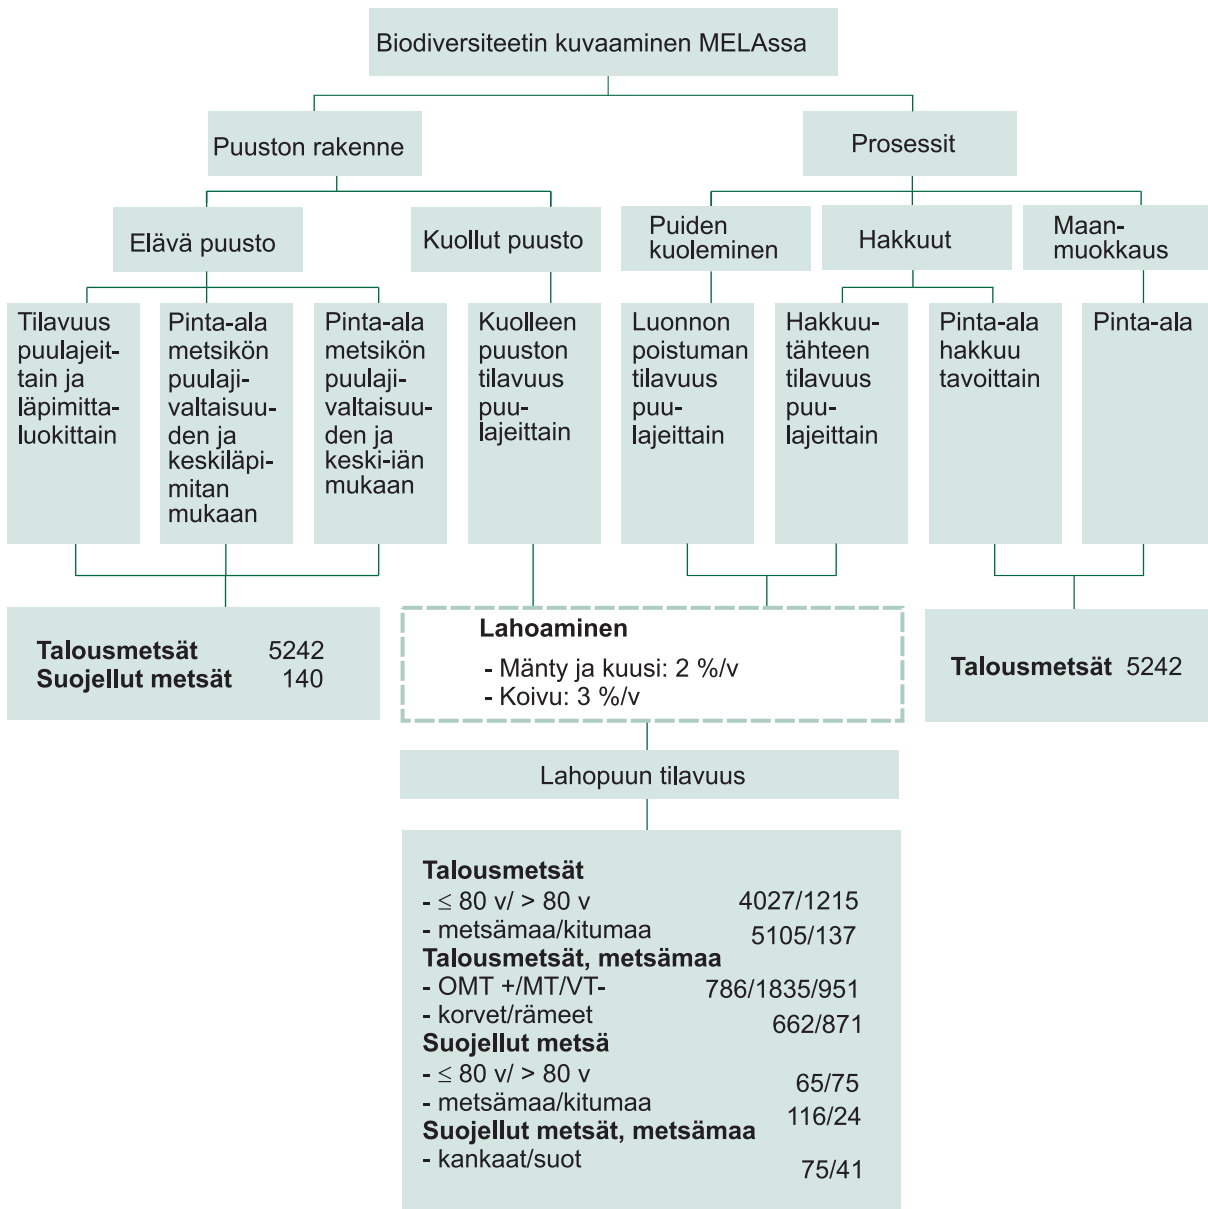 Biodiversiteetin kuvaaminen MELAssa
Puuston rakenne
Prosessit
Elävä puusto
Kuollut puusto
Puiden
kuoleminen
Hakkuut
Maan-
muokkaus
Tilavuus
puulajeit-
tain ja
läpimitta-
luokittain
Pinta-ala
metsikön
puulaji-
valtaisuu-
den ja
keskiläpi-
mitan
mukaan
Pinta-ala
metsikön
puulaji-
valtaisuu-
den ja
keski-iän
mukaan
Kuolleen
puuston
tilavuus
puu-
lajeittain
Luonnon
poistuman
tilavuus
puu-
lajeittain
Hakkuu-
tähteen
tilavuus
puu-
lajeittain
Pinta-ala
hakkuu
tavoittain
Pinta-ala
Talousmetsät 5242
Suojellut metsät 140
Lahoaminen
- Mänty ja kuusi: 2 %/v
- Koivu: 3 %/v
Talousmetsät 5242
Lahopuun tilavuus
Talousmetsät
- ≤ 80 v/ > 80 v 4027/1215
- metsämaa/kitumaa 5105/137
Talousmetsät, metsämaa
- OMT +/MT/VT- 786/1835/951
- korvet/rämeet 662/871
Suojellut metsä
- ≤ 80 v/ > 80 v 65/75
- metsämaa/kitumaa 116/24
Suojellut metsät, metsämaa
- kankaat/suot 75/41